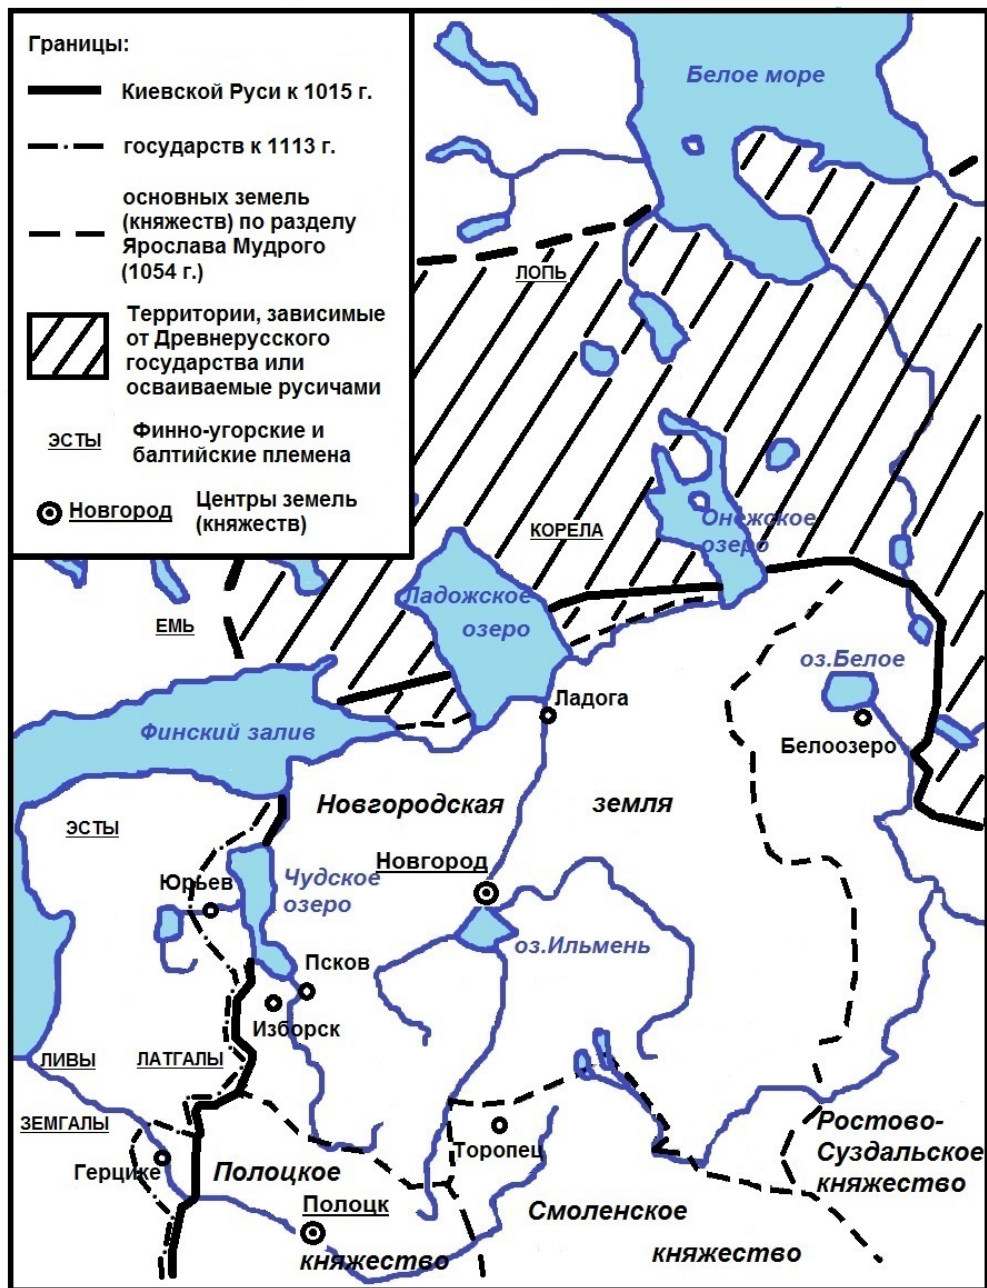 Границы:
Киевской Руси к 1015 г.
государств к 1113 г.
основных земель
(княжеств) по разделу
Ярослава Мудрого
(1054 г.)
Территории, зависимые
от Древнерусского
государства или
осваиваемые русичами
ЭСТЫ
Финно-угорские и
балтийские племена
Новгород
Центры земель
(княжеств)
Белое море
ЛОПЬ
КОРЕЛА
Онежское
озеро
Ладожское
озеро
ЕМЬ
оз.Белое
Ладога
Белоозеро
Финский залив
Новгородская
земля
ЭСТЫ
Новгород
Юрьев
Чудское
озеро
оз.Ильмень
Псков
Изборск
ЛИВЫ
ЛАТГАЛЫ
ЗЕМГАЛЫ
Торопец
Ростово-
Суздальское
княжество
Герцике
Полоцкое
Полоцк
княжество
Смоленское
княжество